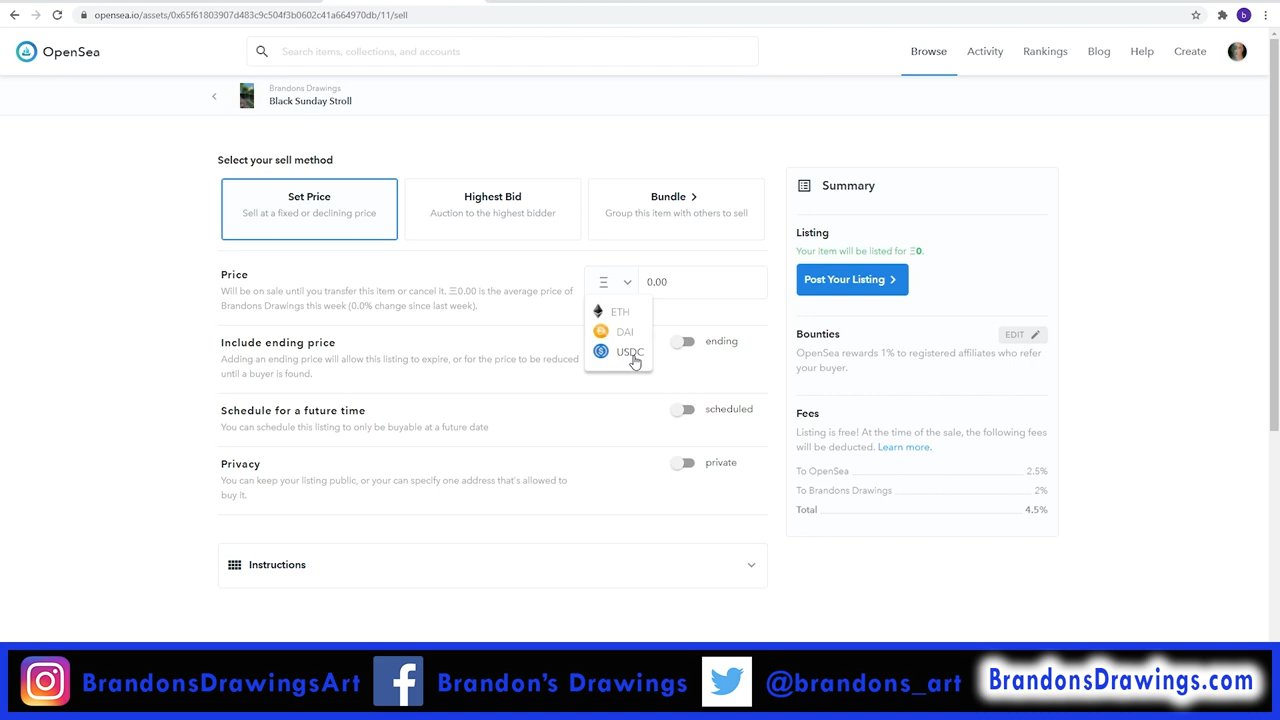 opensea.io/assets/0x65f61803907d483c9c504f3b0602c41a664970db/11/sell
b
OpenSea
Search items, collections, and accounts
Browse
Activity
Rankings
Blog
Help
Create
Brandons Drawings
Black Sunday Stroll
Select your sell method
Set Price
Sell at a fixed or declining price
Highest Bid
Auction to the highest bidder
Bundle
Group this item with others to sell
Price
Will be on sale until you transfer this item or cancel it. Ξ0.00 is the average price of
Brandons Drawings this week (0.0% change since last week).
Ξ
0.00
ETH
DAI
USDC
Include ending price
Adding an ending price will allow this listing to expire, or for the price to be reduced
until a buyer is found.
ending
Schedule for a future time
You can schedule this listing to only be buyable at a future date
scheduled
Privacy
You can keep your listing public, or your can specify one address that's allowed to
buy it.
private
Instructions
Summary
Listing
Your item will be listed for Ξ0.
Post Your Listing
Bounties
EDIT
OpenSea rewards 1% to registered affiliates who refer
your buyer.
Fees
Listing is free! At the time of the sale, the following fees
will be deducted. Learn more.
To OpenSea 2.5%
To Brandons Drawings 2%
Total 4.5%
BrandonsDrawingsArt
Brandon's Drawings
@brandons_art
BrandonsDrawings.com